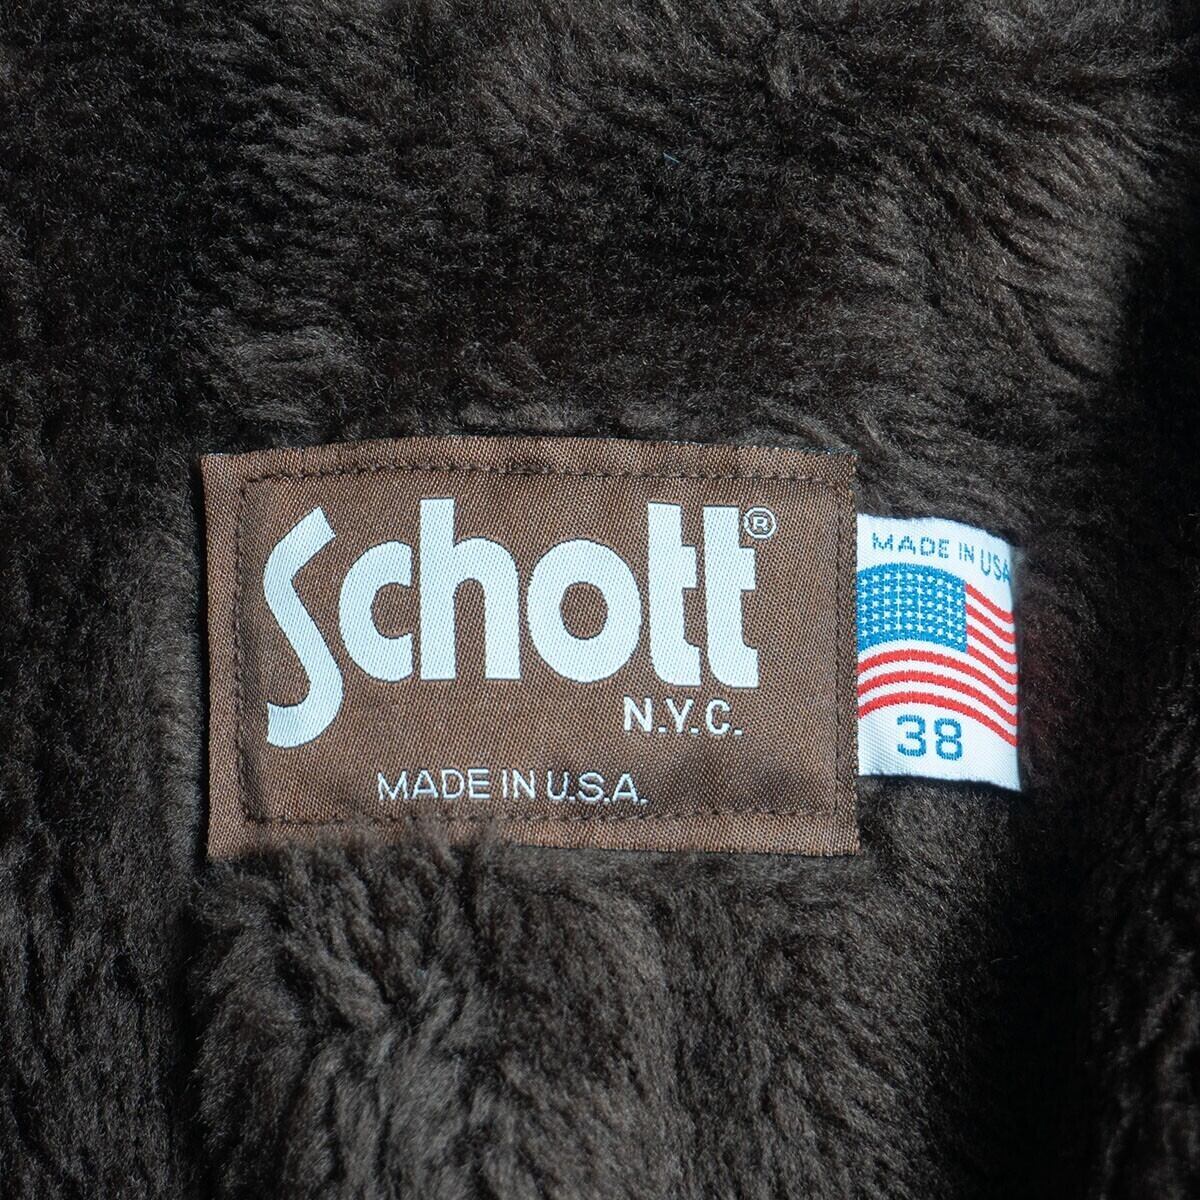 Schott®
N.Y.C.
MADE IN U.S.A.
MADE IN USA
38